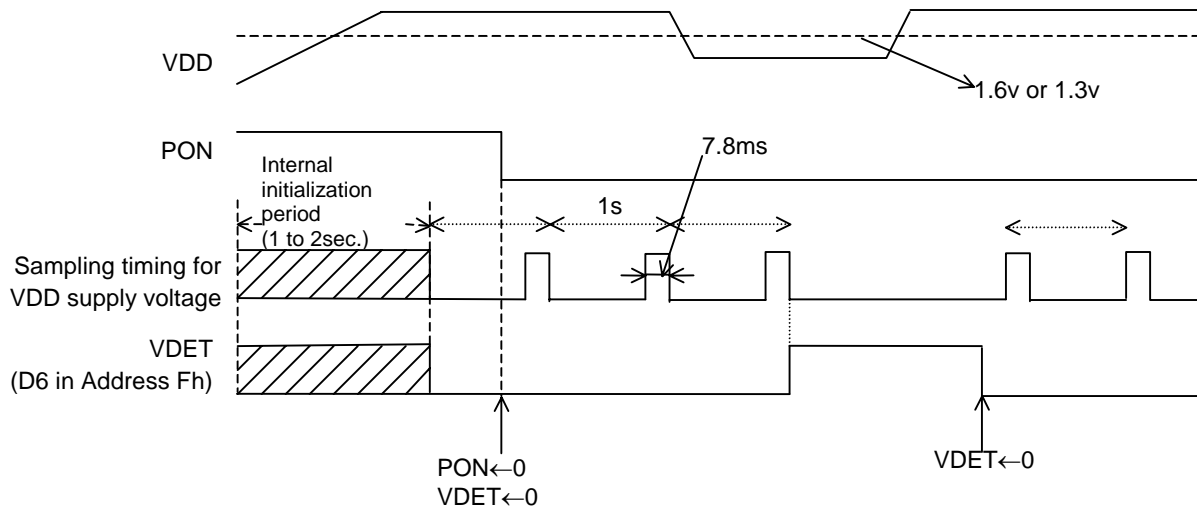 VDD
1.6v or 1.3v
PON
7.8ms
Internal
initialization
period
(1 to 2sec.)
1s
Sampling timing for
VDD supply voltage
VDET
(D6 in Address Fh)
PON←0
VDET←0
VDET←0